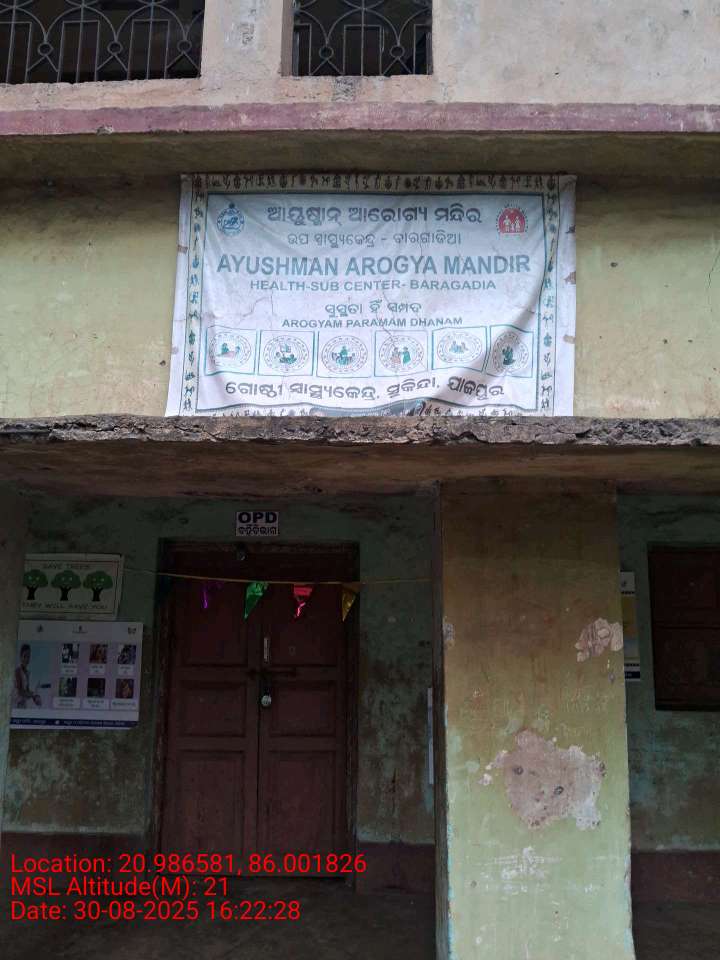 ଆୟୁଷ୍ମାନ୍ ଆରୋଗ୍ୟ ମନ୍ଦିର
ଉପ ସ୍ୱାସ୍ଥ୍ୟକେନ୍ଦ୍ର - ବାରଗାଡିଆ
AYUSHMAN AROGYA MANDIR
HEALTH-SUB CENTER- BARAGADIA
ସୁସ୍ଥତା ହିଁ ସମ୍ପଦ
AROGYAM PARAMAM DHANAM
ଗୋଷ୍ଠୀ ସ୍ୱାସ୍ଥ୍ୟକେନ୍ଦ୍ର, ସୁକିନ୍ଦା, ଯାଜପୁର
OPD
ବହିର୍ବିଭାଗ
SAVE TREES
THEY WILL SAVE YOU
Location: 20.986581, 86.001826
MSL Altitude(M): 21
Date: 30-08-2025 16:22:28